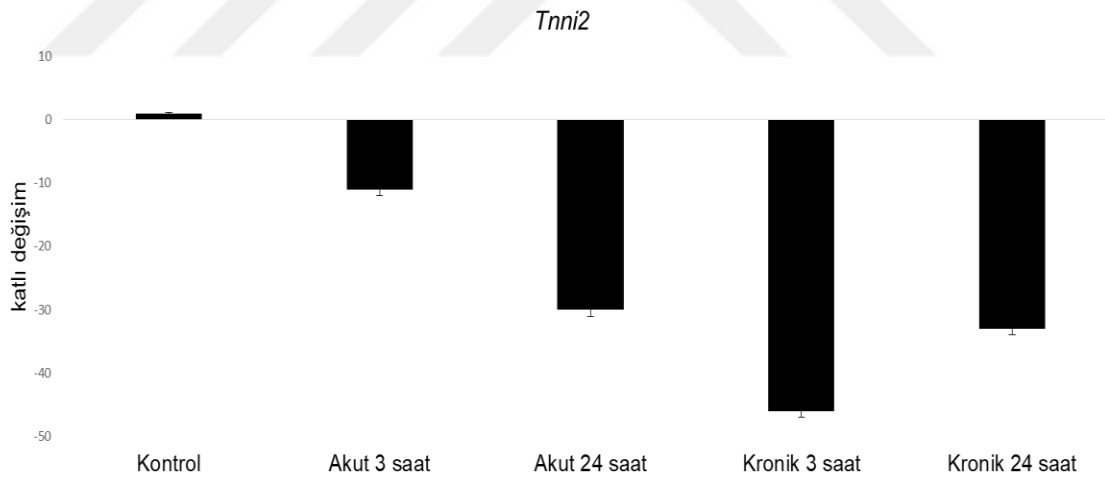 Tnni2
10
0
-10
-20
-30
-40
-50
katlı değişim
Kontrol
Akut 3 saat
Akut 24 saat
Kronik 3 saat
Kronik 24 saat